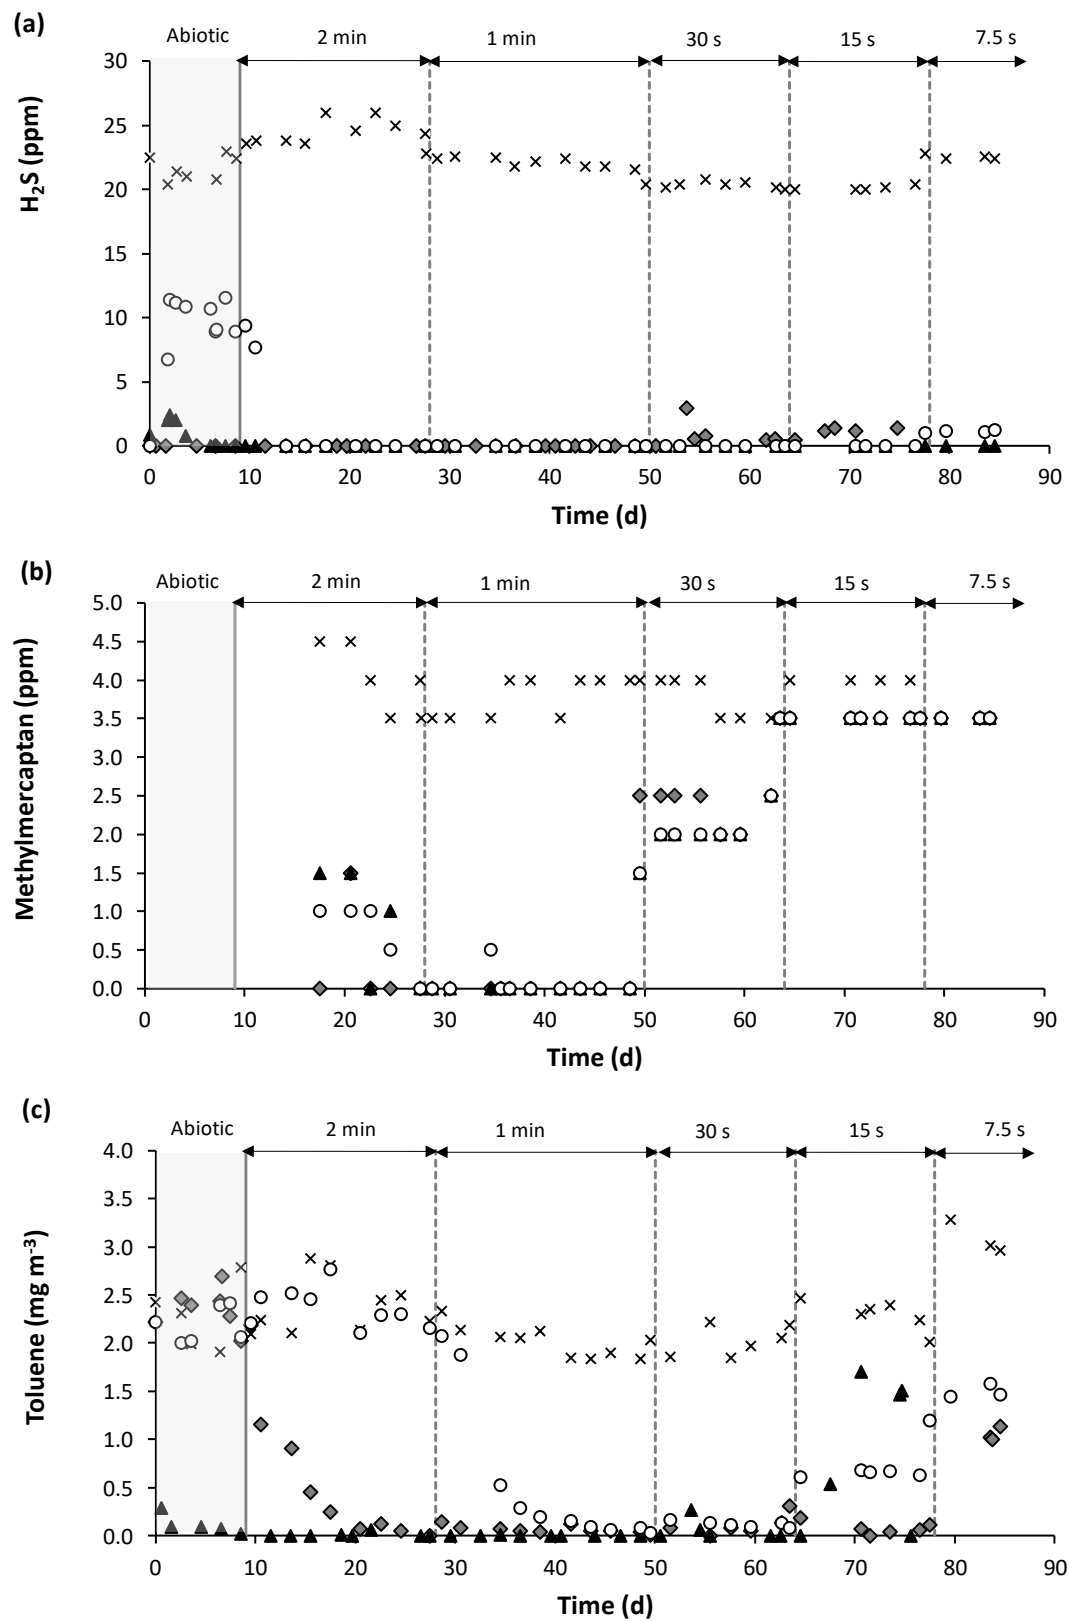 (a)
Abiotic 2 min 1 min 30 s 15 s 7.5 s
30
25
20
15
10
5
0
H₂S (ppm)
0 10 20 30 40 50 60 70 80 90
Time (d)
(b)
Abiotic 2 min 1 min 30 s 15 s 7.5 s
5.0
4.5
4.0
3.5
3.0
2.5
2.0
1.5
1.0
0.5
0.0
Methylmercaptan (ppm)
0 10 20 30 40 50 60 70 80 90
Time (d)
(c)
Abiotic 2 min 1 min 30 s 15 s 7.5 s
4.0
3.5
3.0
2.5
2.0
1.5
1.0
0.5
0.0
Toluene (mg m⁻³)
0 10 20 30 40 50 60 70 80 90
Time (d)